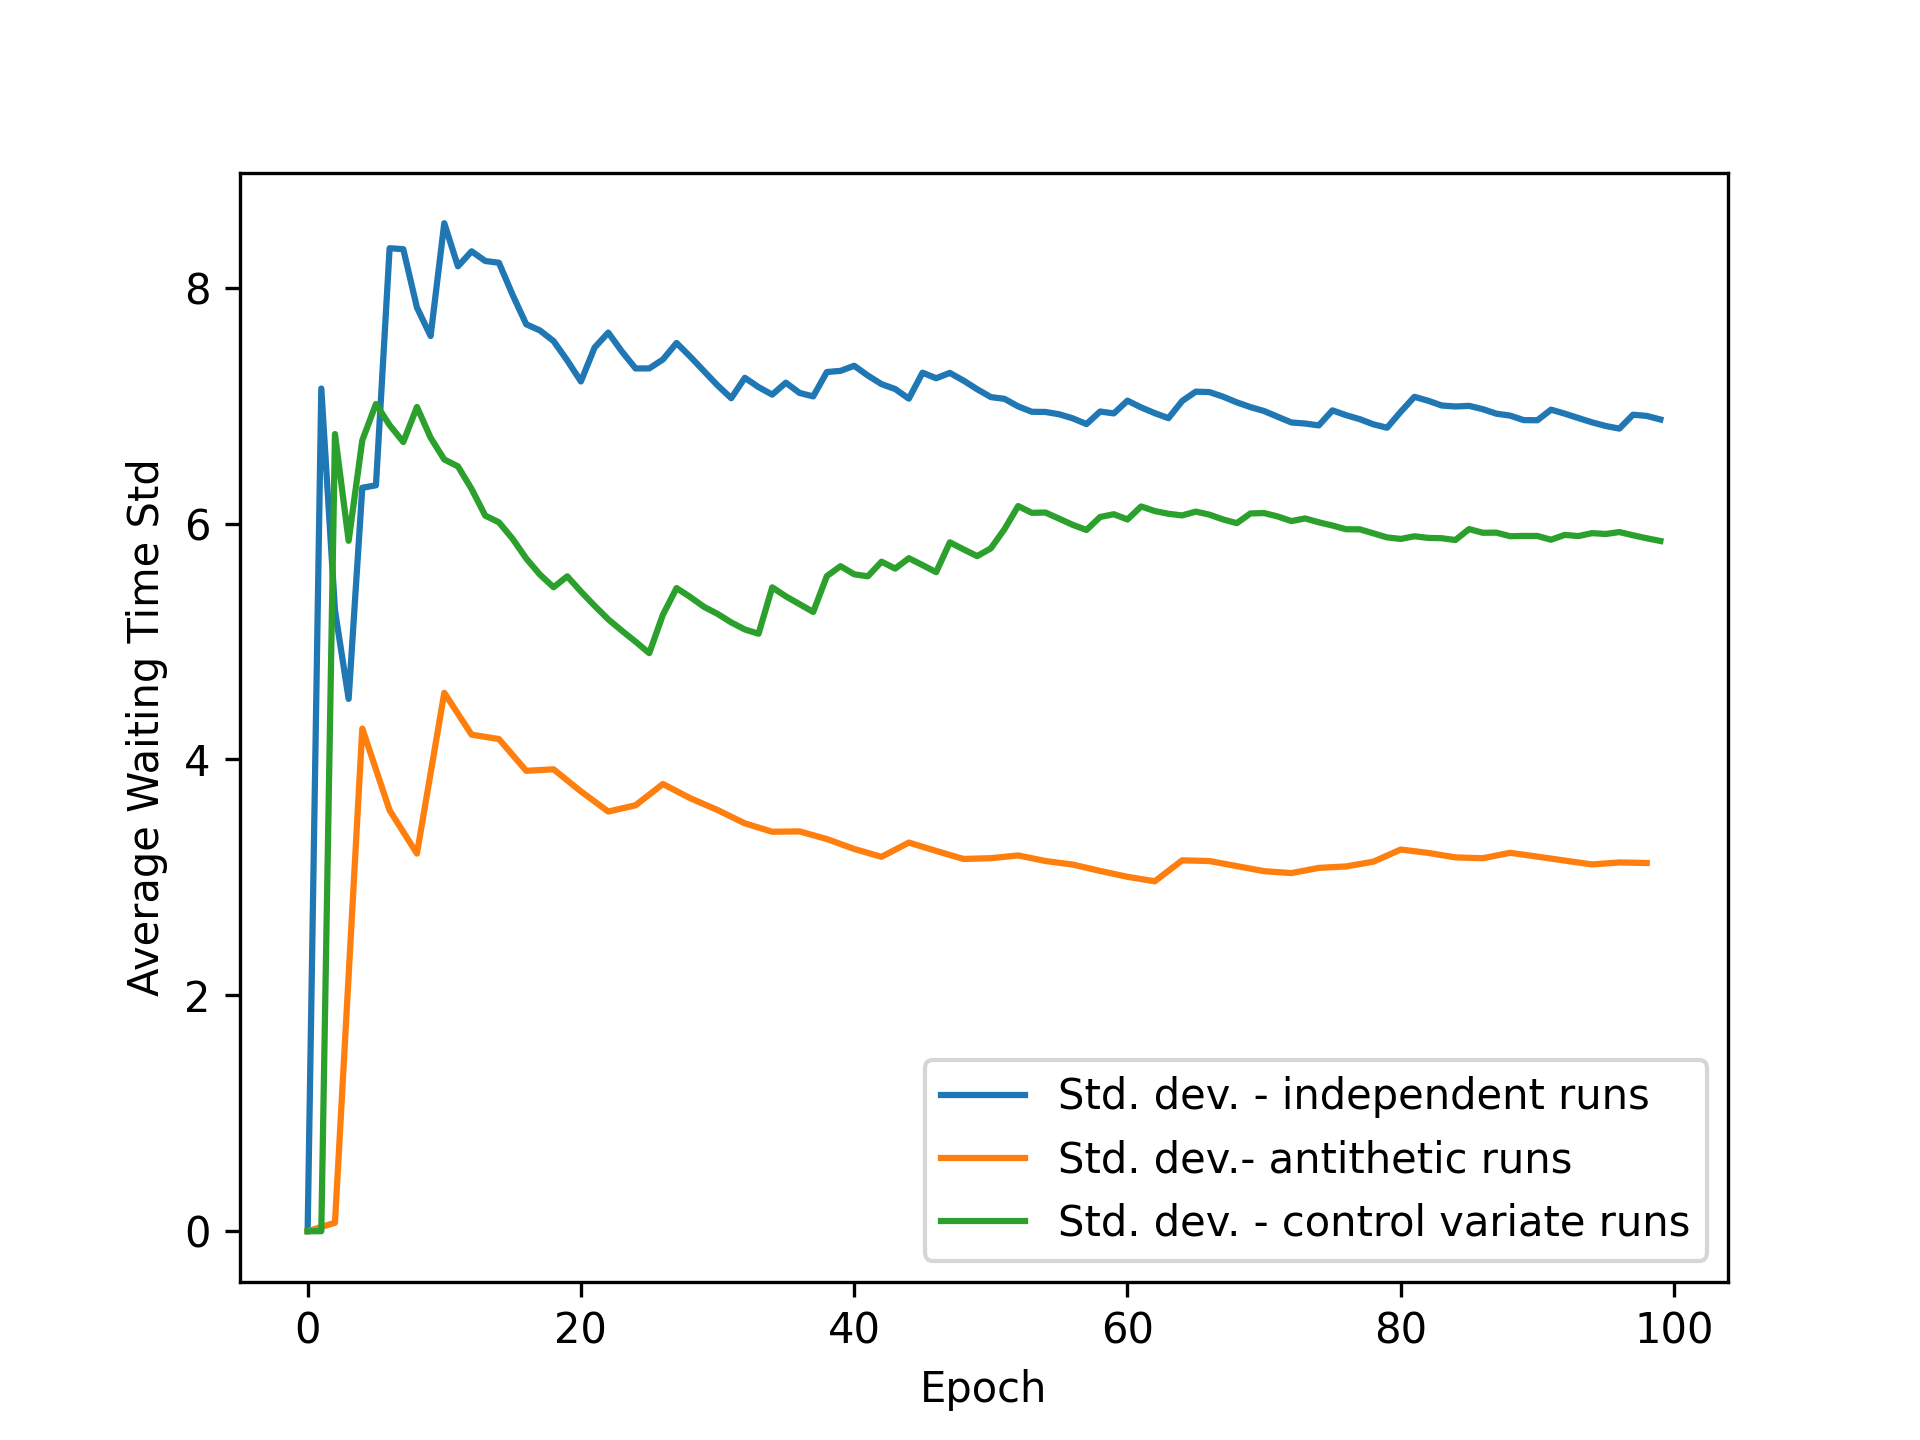 8
6
4
2
0
Average Waiting Time Std
0 20 40 60 80 100
Epoch
Std. dev. - independent runs
Std. dev.- antithetic runs
Std. dev. - control variate runs